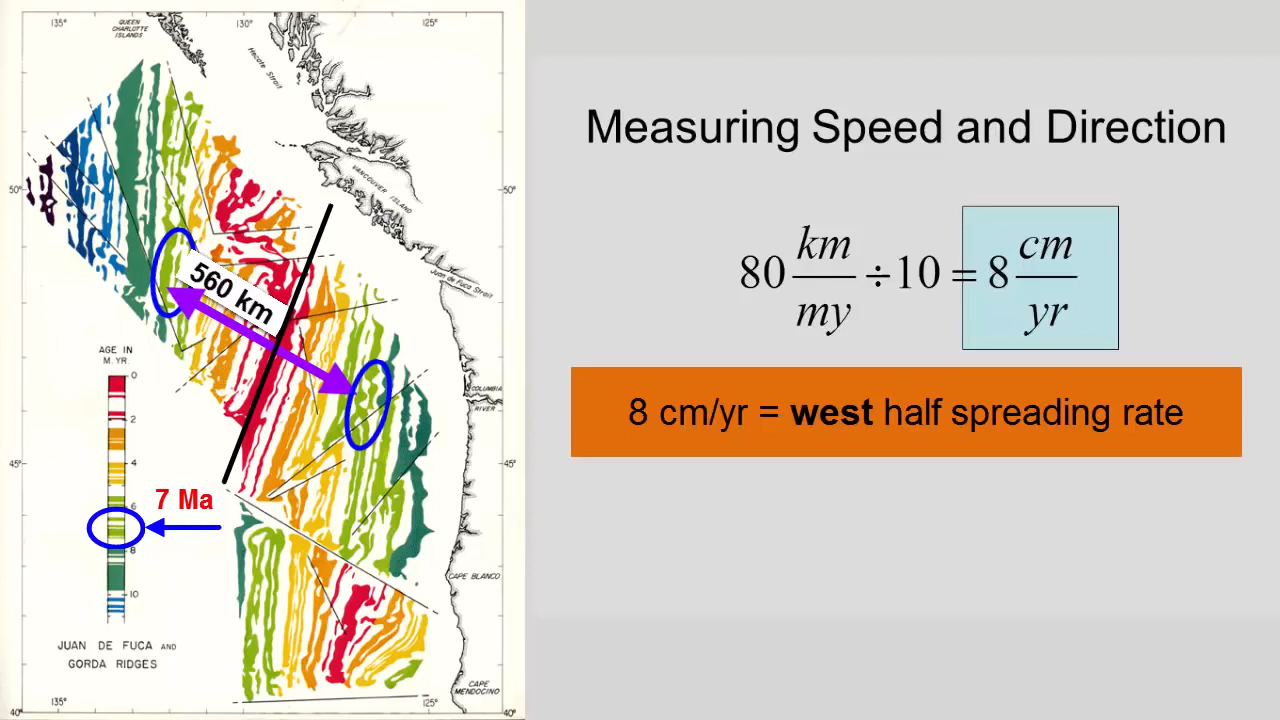 135°
130°
125°
QUEEN
CHARLOTTE
ISLANDS
Hecate Strait
VANCOUVER ISLAND
50°
50°
Juan de Fuca Strait
560 km
AGE IN
M. YR.
0
2
4
6
8
10
7 Ma
COLUMBIA
RIVER
45°
45°
CAPE BLANCO
JUAN DE FUCA AND
GORDA RIDGES
CAPE
MENDOCINO
135°
125°
40°
40°
Measuring Speed and Direction
80 km/my ÷ 10 = 8 cm/yr
8 cm/yr = west half spreading rate